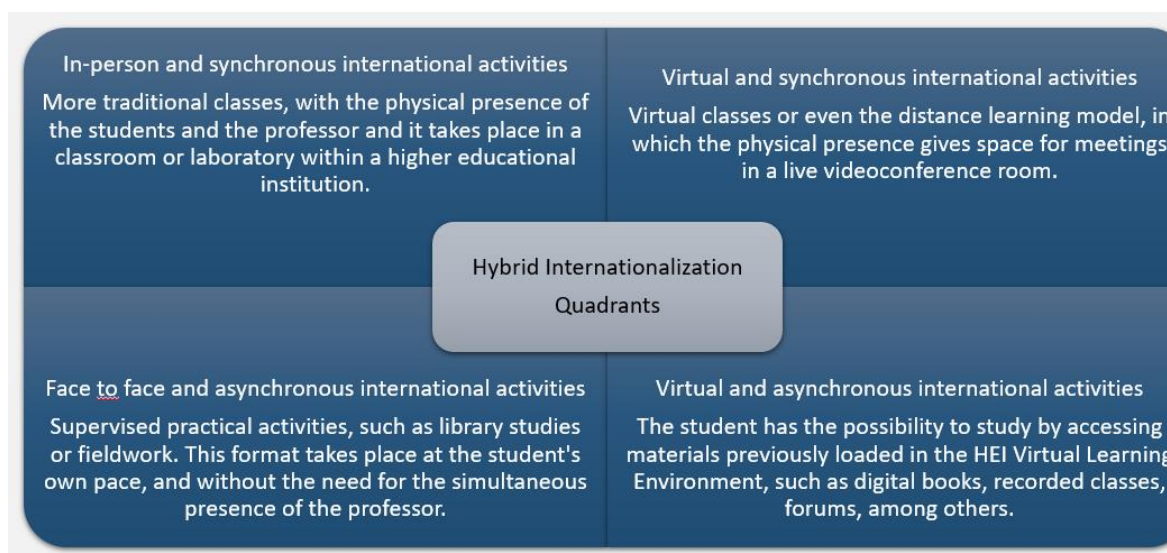 In-person and synchronous international activities
More traditional classes, with the physical presence of
the students and the professor and it takes place in a
classroom or laboratory within a higher educational
institution.
Virtual and synchronous international activities
Virtual classes or even the distance learning model, in
which the physical presence gives space for meetings
in a live videoconference room.
Hybrid Internationalization
Quadrants
Face to face and asynchronous international activities
Supervised practical activities, such as library studies
or fieldwork. This format takes place at the student's
own pace, and without the need for the simultaneous
presence of the professor.
Virtual and asynchronous international activities
The student has the possibility to study by accessing
materials previously loaded in the HEI Virtual Learning
Environment, such as digital books, recorded classes,
forums, among others.